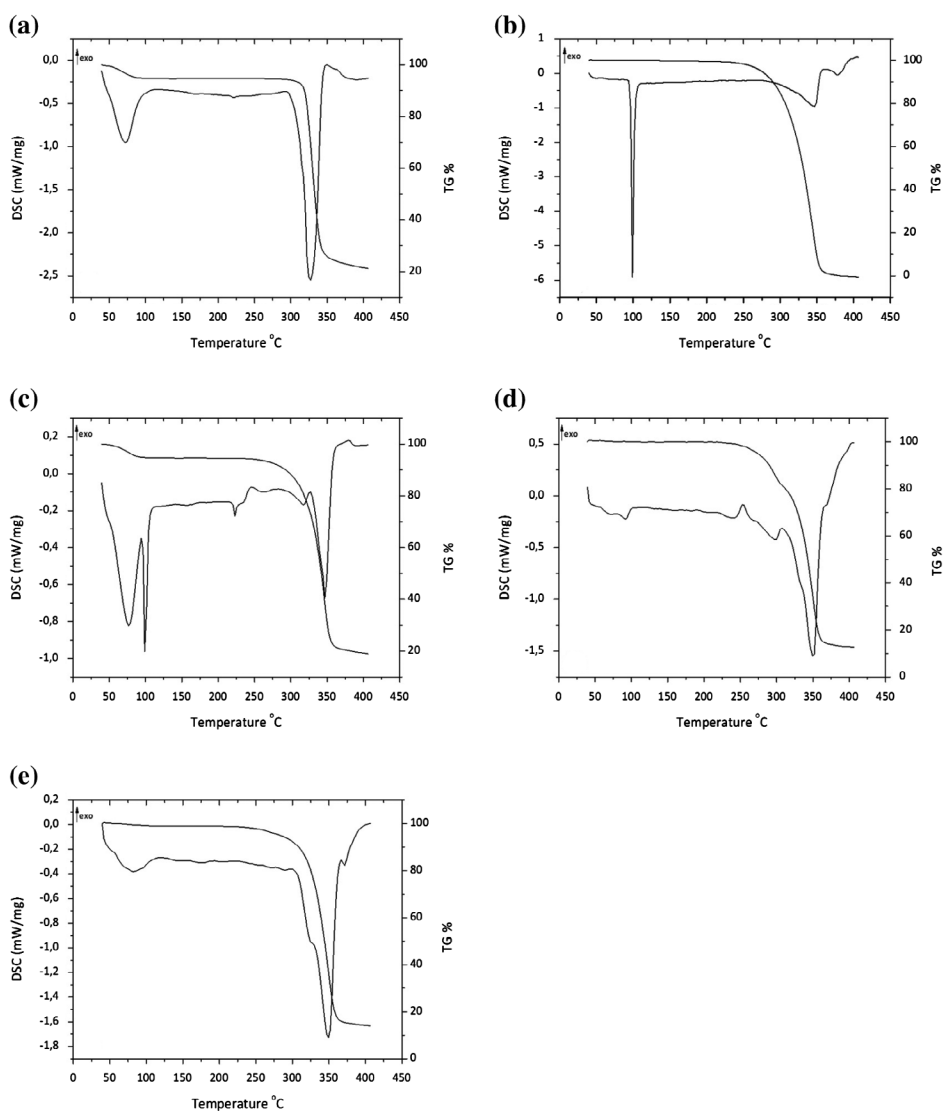 (a)
exo
0,0
-0,5
-1,0
-1,5
-2,0
-2,5
DSC (mW/mg)
100
80
60
40
20
TG %
0 50 100 150 200 250 300 350 400 450
Temperature °C
(b)
exo
1
0
-1
-2
-3
-4
-5
-6
DSC (mW/mg)
100
80
60
40
20
0
TG %
0 50 100 150 200 250 300 350 400 450
Temperature °C
(c)
exo
0,2
0,0
-0,2
-0,4
-0,6
-0,8
-1,0
DSC (mW/mg)
100
80
60
40
20
TG %
0 50 100 150 200 250 300 350 400 450
Temperature °C
(d)
exo
0,5
0,0
-0,5
-1,0
-1,5
DSC (mW/mg)
100
80
60
40
20
0
TG %
0 50 100 150 200 250 300 350 400 450
Temperature °C
(e)
exo
0,2
0,0
-0,2
-0,4
-0,6
-0,8
-1,0
-1,2
-1,4
-1,6
-1,8
DSC (mW/mg)
100
80
60
40
20
0
TG %
0 50 100 150 200 250 300 350 400 450
Temperature °C